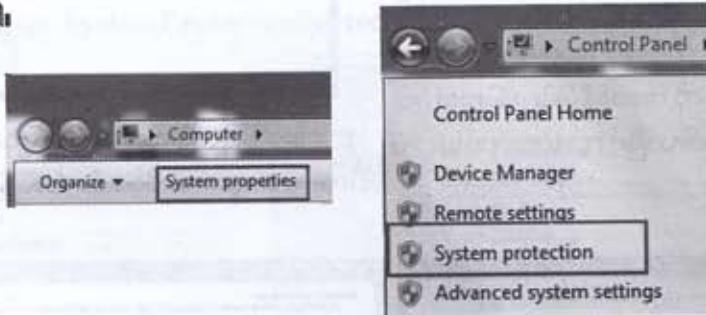 Computer
Organize System properties
Control Panel
Control Panel Home
Device Manager
Remote settings
System protection
Advanced system settings